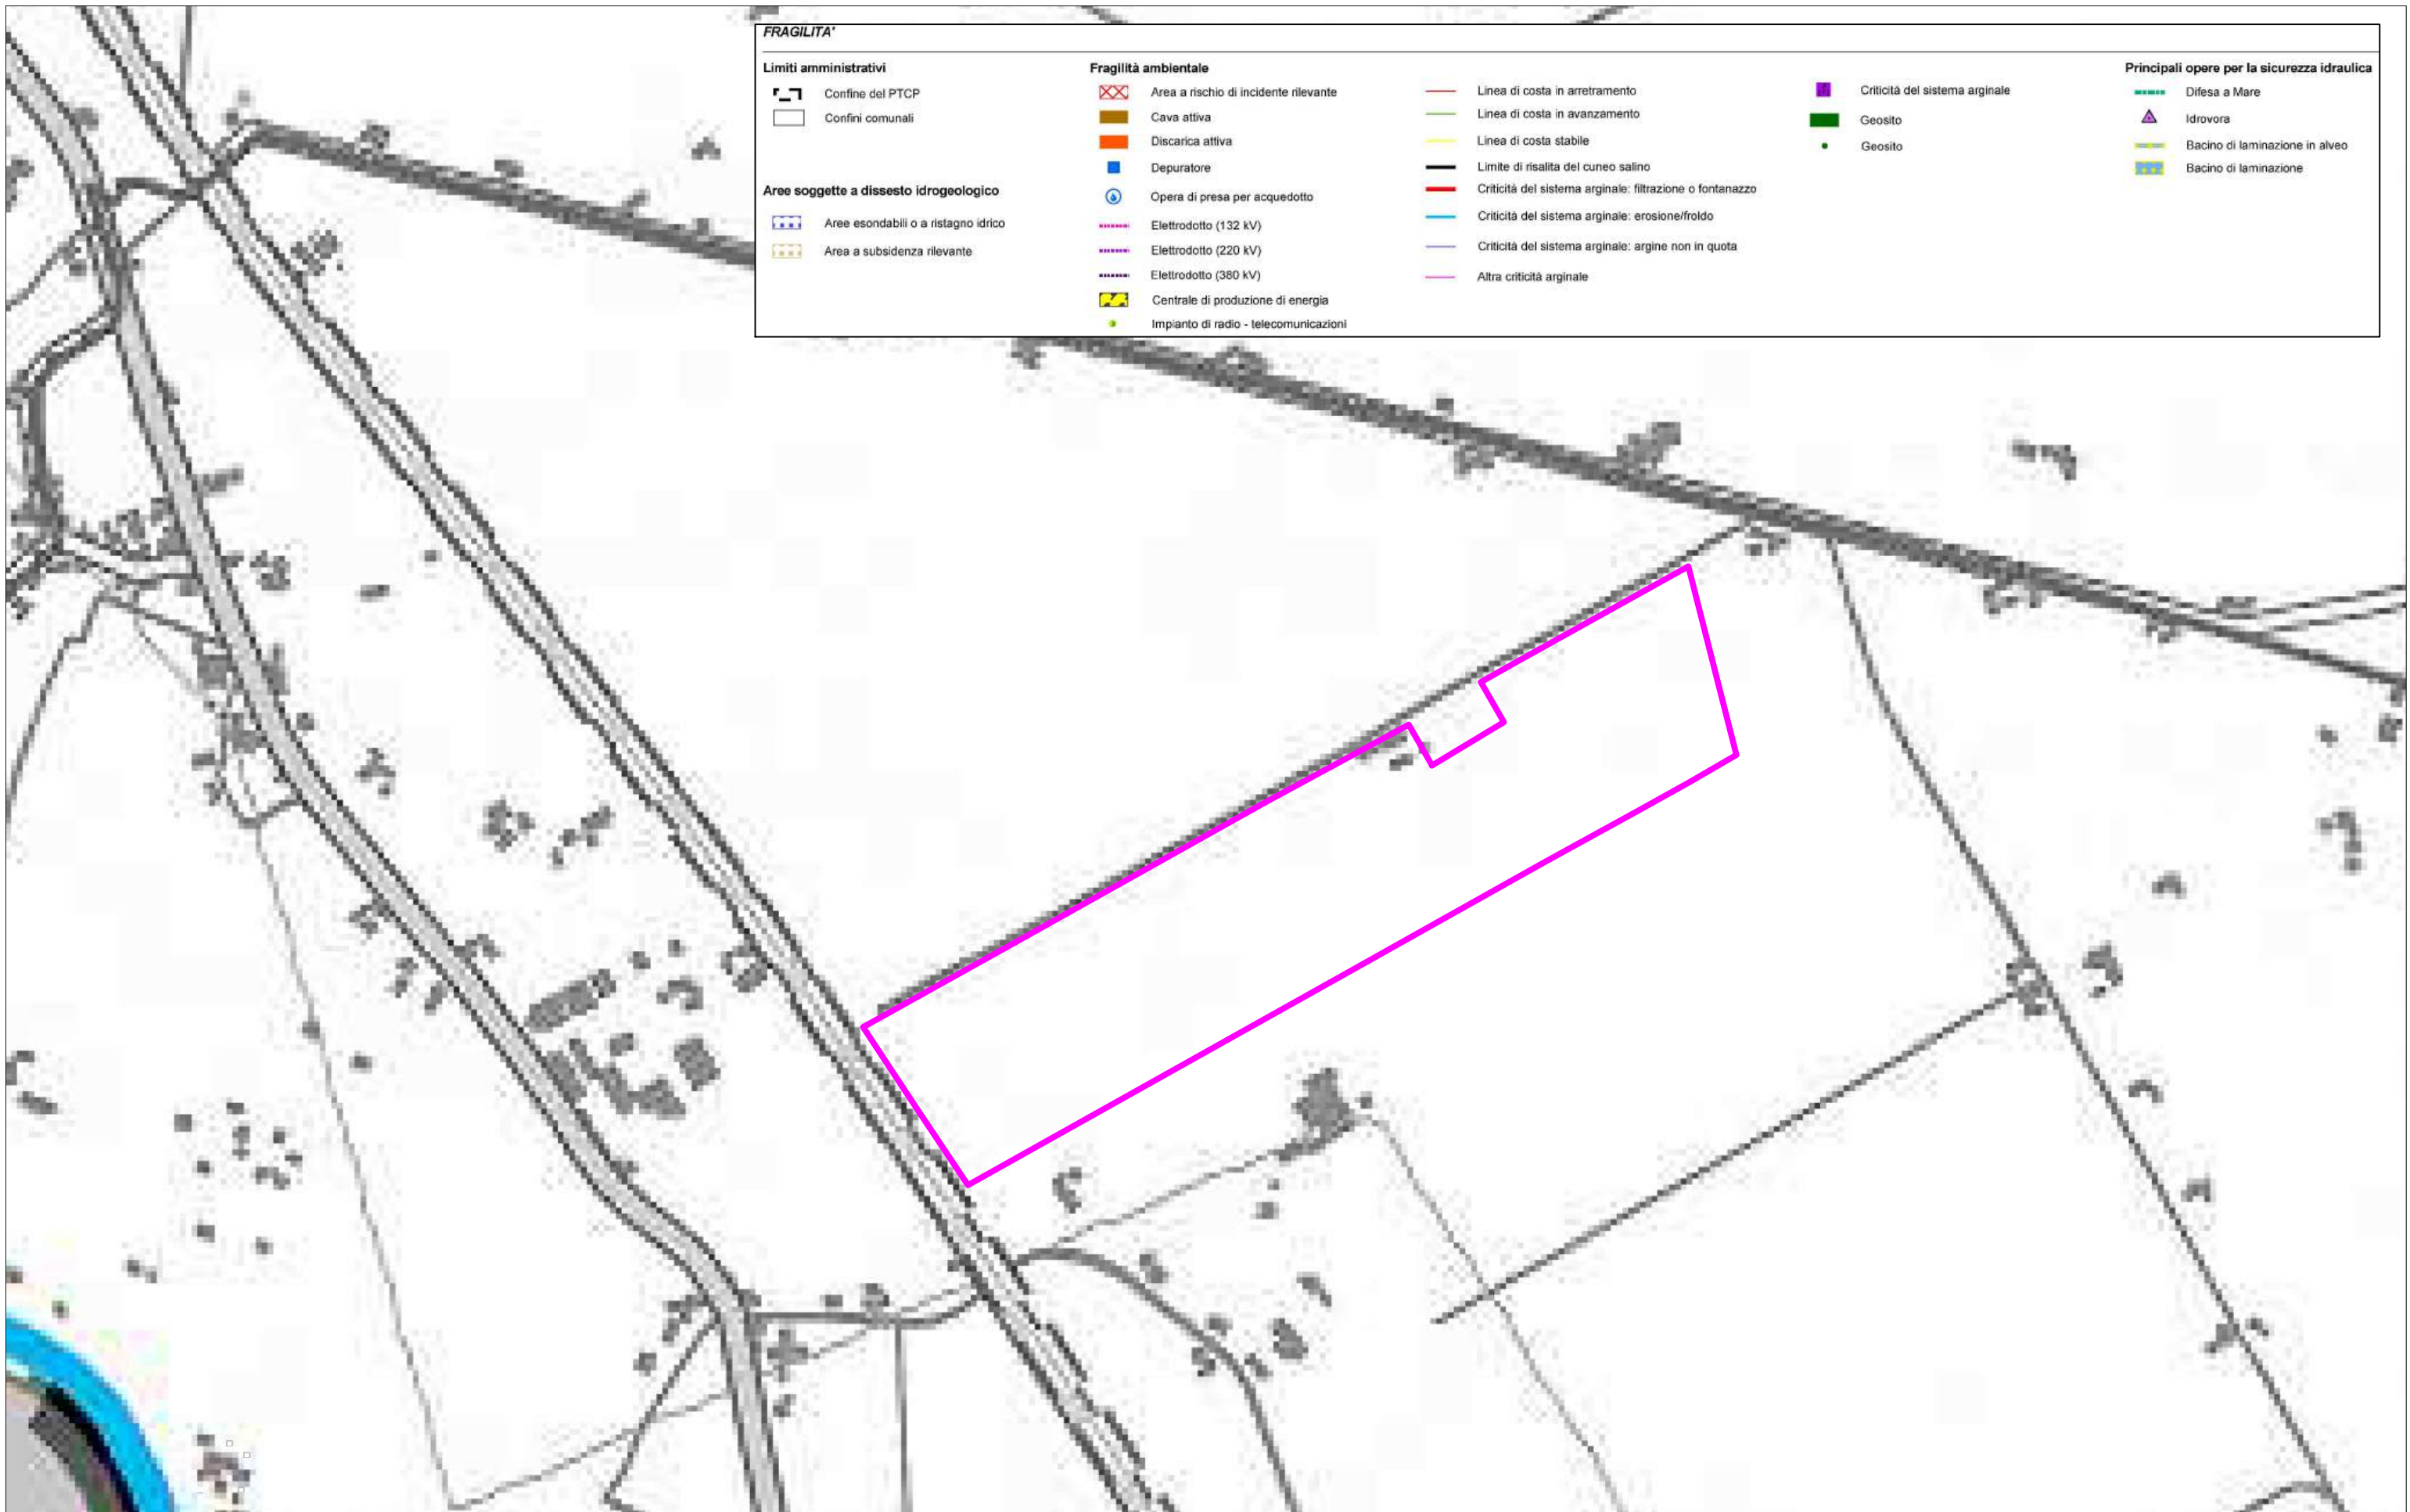 FRAGILITA'
Limiti amministrativi
Confine del PTCP
Confini comunali
Aree soggette a dissesto idrogeologico
Aree esondabili o a ristagno idrico
Area a subsidenza rilevante
Fragilità ambientale
Area a rischio di incidente rilevante
Cava attiva
Discarica attiva
Depuratore
Opera di presa per acquedotto
Elettrodotto (132 kV)
Elettrodotto (220 kV)
Elettrodotto (380 kV)
Centrale di produzione di energia
Impianto di radio - telecomunicazioni
Linea di costa in arretramento
Linea di costa in avanzamento
Linea di costa stabile
Limite di risalita del cuneo salino
Criticità del sistema arginale: filtrazione o fontanazzo
Criticità del sistema arginale: erosione/froldo
Criticità del sistema arginale: argine non in quota
Altra criticità arginale
Criticità del sistema arginale
Geosito
Geosito
Principali opere per la sicurezza idraulica
Difesa a Mare
Idrovora
Bacino di laminazione in alveo
Bacino di laminazione